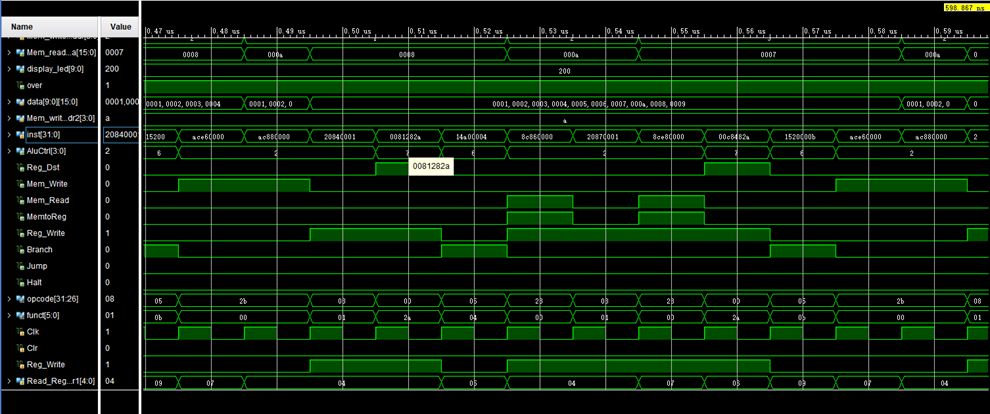 598.867 ns
Name Value
0.47 us 0.48 us 0.49 us 0.50 us 0.51 us 0.52 us 0.53 us 0.54 us 0.55 us 0.56 us 0.57 us 0.58 us 0.59 us
Mem_read...a[15:0] 0007 0008 000a 0008 000a 0007 000a 0
display_led[9:0] 200 200
over 1
data[9:0][15:0] 0001,000 0001, 0002, 0003, 0004 0001, 0002, 0 0001, 0002, 0003, 0004, 0005, 0006, 0007, 000a, 0008, 0009 0001, 0002, 0 0
Mem_writ...dr2[3:0] a a
inst[31:0] 2084000 15200 ace60000 ac880000 20840001 0081282a 14a00004 8c860000 20870001 8ce80000 00c8482a 1520000b ace60000 ac880000 2
AluCtrl[3:0] 2 6 2 7 6 2 7 6 2
Reg_Dst 0 0081282a
Mem_Write 0
Mem_Read 0
MemtoReg 0
Reg_Write 1
Branch 0
Jump 0
Halt 0
opcode[31:26] 08 05 2b 08 00 05 23 08 23 00 05 2b 08
funct[5:0] 01 0b 00 01 2a 04 00 01 00 2a 0b 00 01
Clk 1
Clr 0
Reg_Write 1
Read_Reg...r1[4:0] 04 09 07 04 05 04 07 06 09 07 04